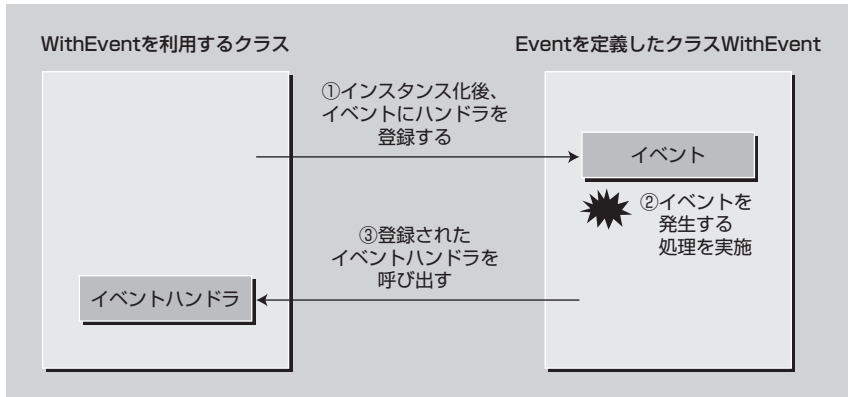 WithEventを利用するクラス
Eventを定義したクラスWithEvent
①インスタンス化後、
イベントにハンドラを
登録する
イベント
②イベントを
発生する
処理を実施
③登録された
イベントハンドラを
呼び出す
イベントハンドラ